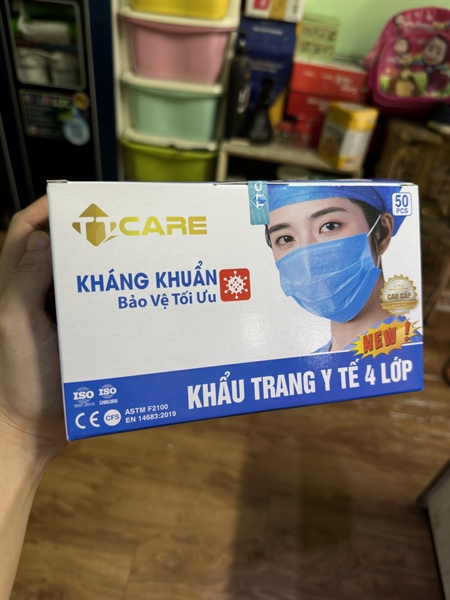 TTCARE
50
PCS
KHÁNG KHUẨN
Bảo Vệ Tối Ưu
CAO CẤP
NEW!
KHẨU TRANG Y TẾ 4 LỚP
ISO
ISO
CE
CFS
ASTM F2100
EN 14683:2019